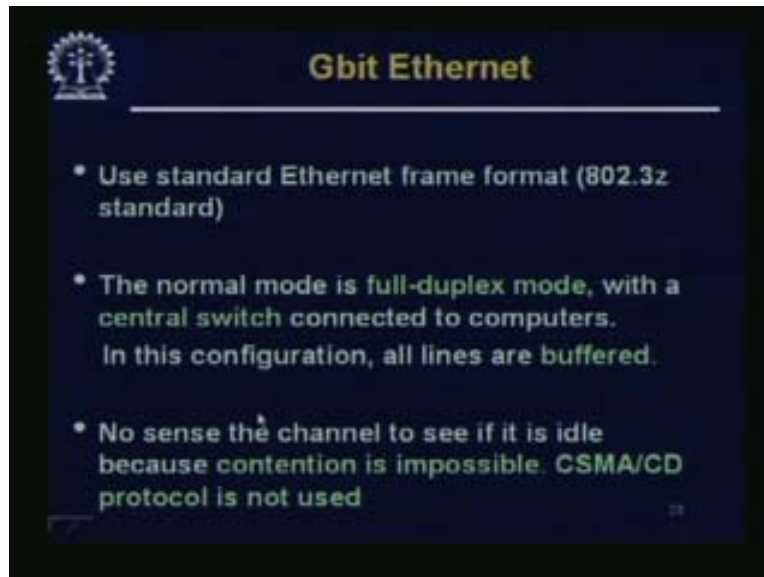 Gbit Ethernet
• Use standard Ethernet frame format (802.3z
standard)
• The normal mode is full-duplex mode, with a
central switch connected to computers.
In this configuration, all lines are buffered.
• No sense the channel to see if it is idle
because contention is impossible. CSMA/CD
protocol is not used